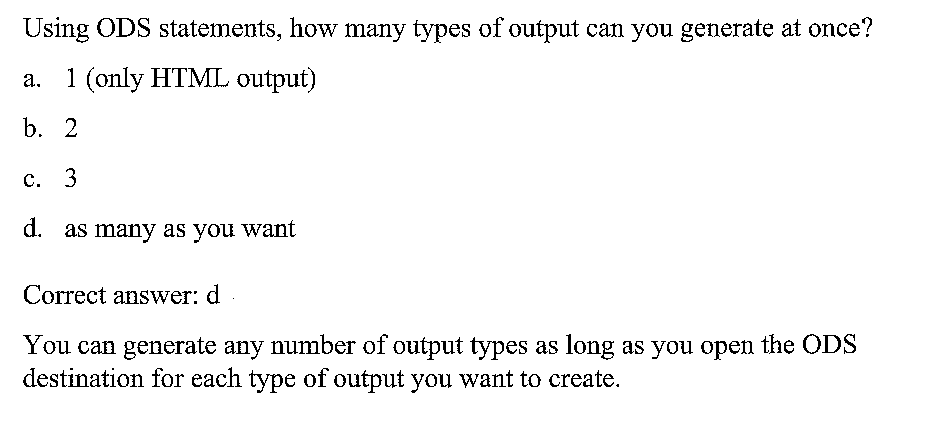 Using ODS statements, how many types of output can you generate at once?
a. 1 (only HTML output)
b. 2
c. 3
d. as many as you want
Correct answer: d
You can generate any number of output types as long as you open the ODS
destination for each type of output you want to create.